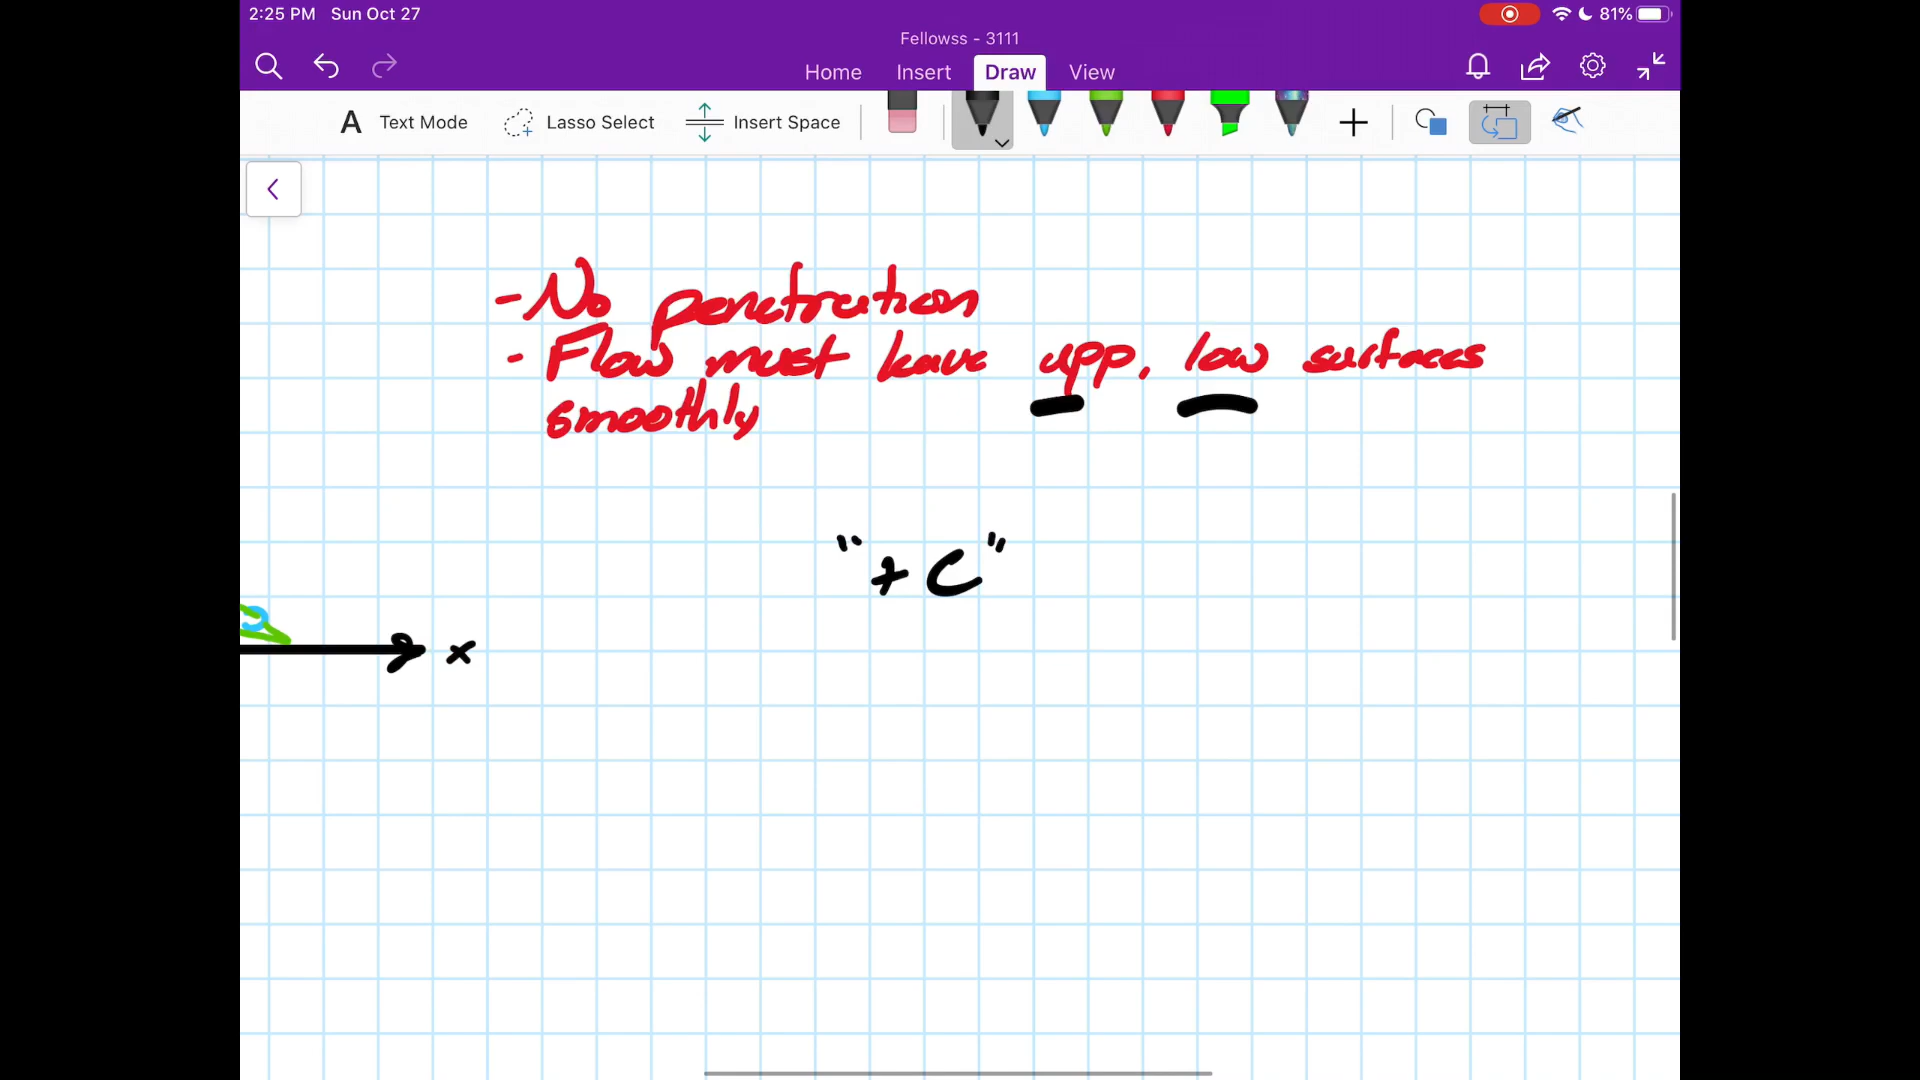 2:25 PM Sun Oct 27
81%
Fellowss - 3111
Home Insert Draw View
A Text Mode Lasso Select Insert Space
- No penetration
- Flow must leave upp, low surfaces
smoothly
"+ C"
x